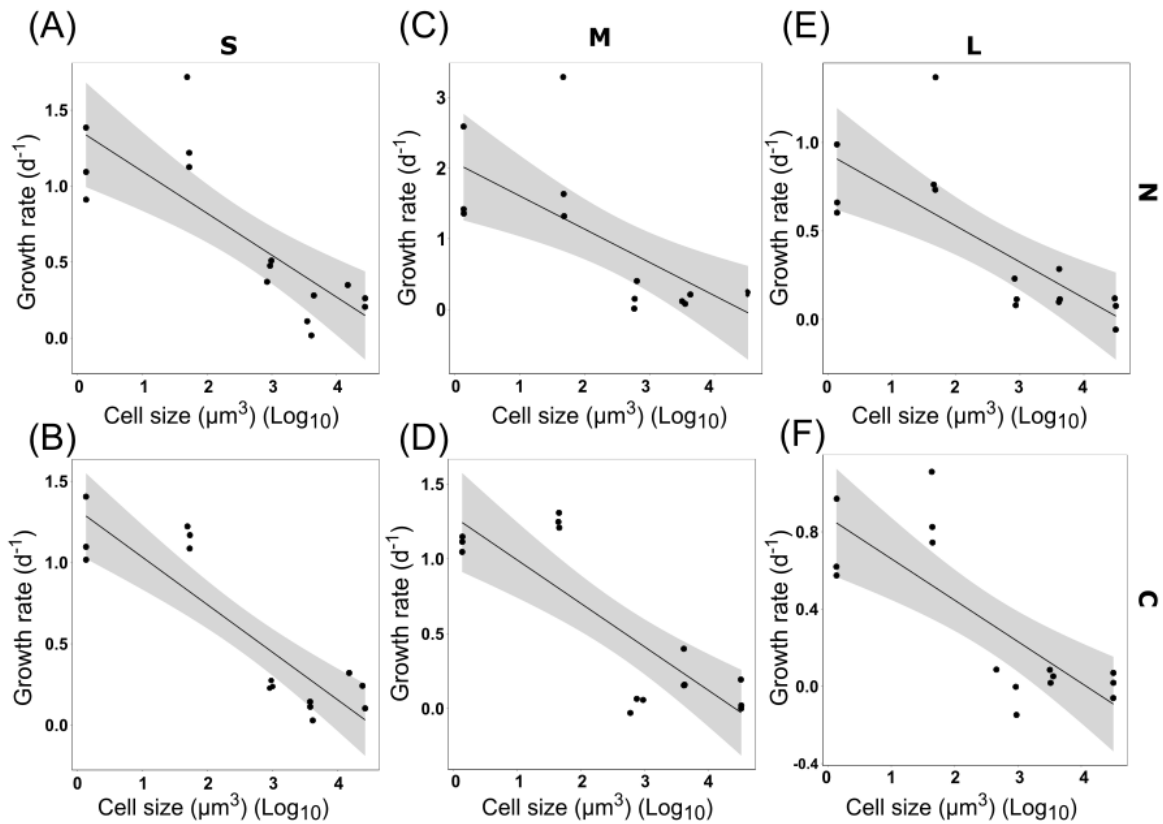 (A)
S
(C)
M
(E)
L
N
Growth rate (d⁻¹)
1.5
1.0
0.5
0.0
0
1
2
3
4
Cell size (µm³) (Log₁₀)
Growth rate (d⁻¹)
3
2
1
0
0
1
2
3
4
Cell size (µm³) (Log₁₀)
Growth rate (d⁻¹)
1.0
0.5
0.0
0
1
2
3
4
Cell size (µm³) (Log₁₀)
(B)
(D)
(F)
C
Growth rate (d⁻¹)
1.5
1.0
0.5
0.0
0
1
2
3
4
Cell size (µm³) (Log₁₀)
Growth rate (d⁻¹)
1.5
1.0
0.5
0.0
0
1
2
3
4
Cell size (µm³) (Log₁₀)
Growth rate (d⁻¹)
0.8
0.4
0.0
-0.4
0
1
2
3
4
Cell size (µm³) (Log₁₀)